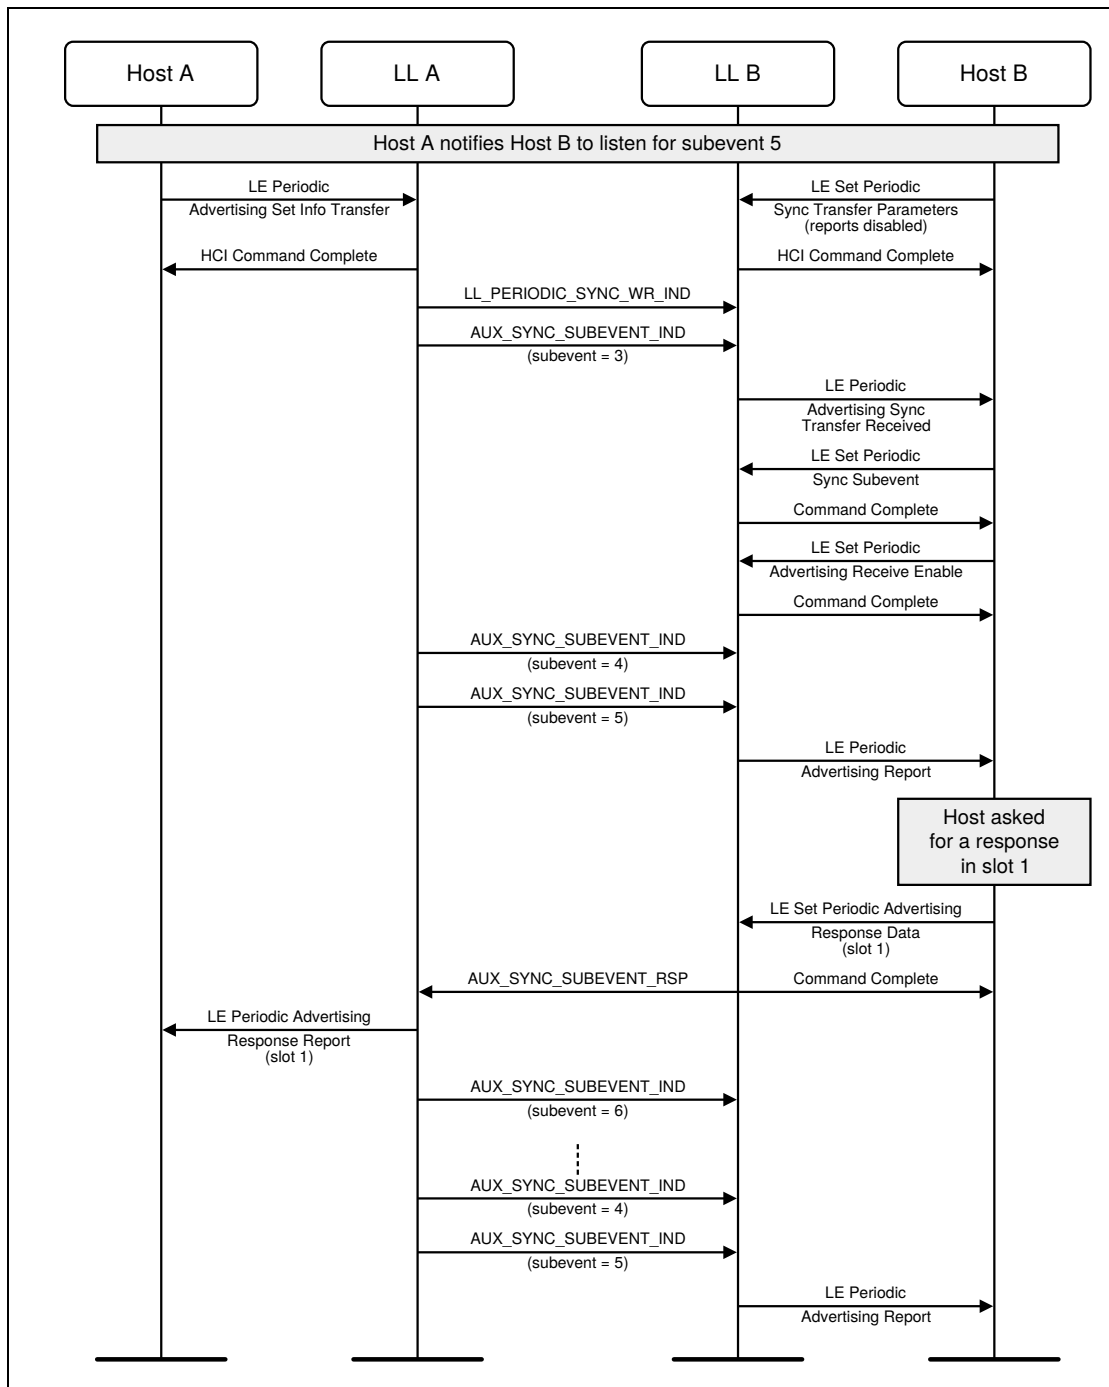 Host A
LL A
LL B
Host B
Host A notifies Host B to listen for subevent 5
LE Periodic
Advertising Set Info Transfer
LE Set Periodic
Sync Transfer Parameters
(reports disabled)
HCI Command Complete
HCI Command Complete
LL_PERIODIC_SYNC_WR_IND
AUX_SYNC_SUBEVENT_IND
(subevent = 3)
LE Periodic
Advertising Sync
Transfer Received
LE Set Periodic
Sync Subevent
Command Complete
LE Set Periodic
Advertising Receive Enable
Command Complete
AUX_SYNC_SUBEVENT_IND
(subevent = 4)
AUX_SYNC_SUBEVENT_IND
(subevent = 5)
LE Periodic
Advertising Report
Host asked
for a response
in slot 1
LE Set Periodic Advertising
Response Data
(slot 1)
AUX_SYNC_SUBEVENT_RSP
Command Complete
LE Periodic Advertising
Response Report
(slot 1)
AUX_SYNC_SUBEVENT_IND
(subevent = 6)
AUX_SYNC_SUBEVENT_IND
(subevent = 4)
AUX_SYNC_SUBEVENT_IND
(subevent = 5)
LE Periodic
Advertising Report